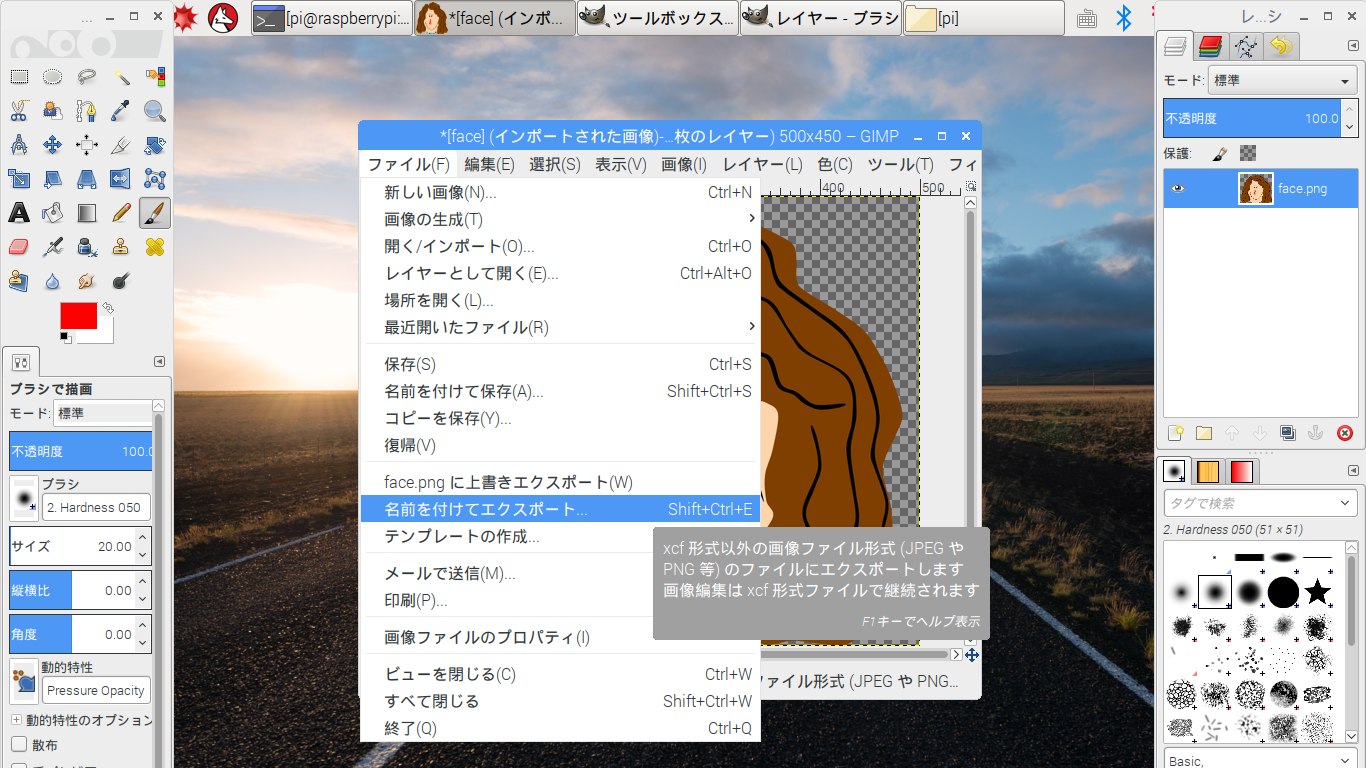 [pi@raspberrypi:...
*[face] (インポ...
ツールボックス...
レイヤー - ブラシ
[pi]
...
レ...シ
*[face] (インポートされた画像)-...枚のレイヤー) 500x450 – GIMP
ファイル(F) 編集(E) 選択(S) 表示(V) 画像(I) レイヤー(L) 色(C) ツール(T) フィ
400 500
新しい画像(N)... Ctrl+N
画像の生成(T)
開く/インポート(O)... Ctrl+O
レイヤーとして開く(E)... Ctrl+Alt+O
場所を開く(L)...
最近開いたファイル(R)
保存(S) Ctrl+S
名前を付けて保存(A)... Shift+Ctrl+S
コピーを保存(Y)...
復帰(V)
face.png に上書きエクスポート(W)
名前を付けてエクスポート... Shift+Ctrl+E
テンプレートの作成...
メールで送信(M)...
印刷(P)...
画像ファイルのプロパティ(I)
ビューを閉じる(C) Ctrl+W
すべて閉じる Shift+Ctrl+W
終了(Q) Ctrl+Q
xcf 形式以外の画像ファイル形式 (JPEG や
PNG 等) のファイルにエクスポートします
画像編集は xcf 形式ファイルで継続されます
F1キーでヘルプ表示
ファイル形式 (JPEG や PNG...
ブラシで描画
モード: 標準
不透明度 100.0
ブラシ
2. Hardness 050
サイズ 20.00
縦横比 0.00
角度 0.00
動的特性
Pressure Opacity
動的特性のオプション
散布
モード: 標準
不透明度 100.0
保護:
face.png
タグで検索
2. Hardness 050 (51 × 51)
Basic,